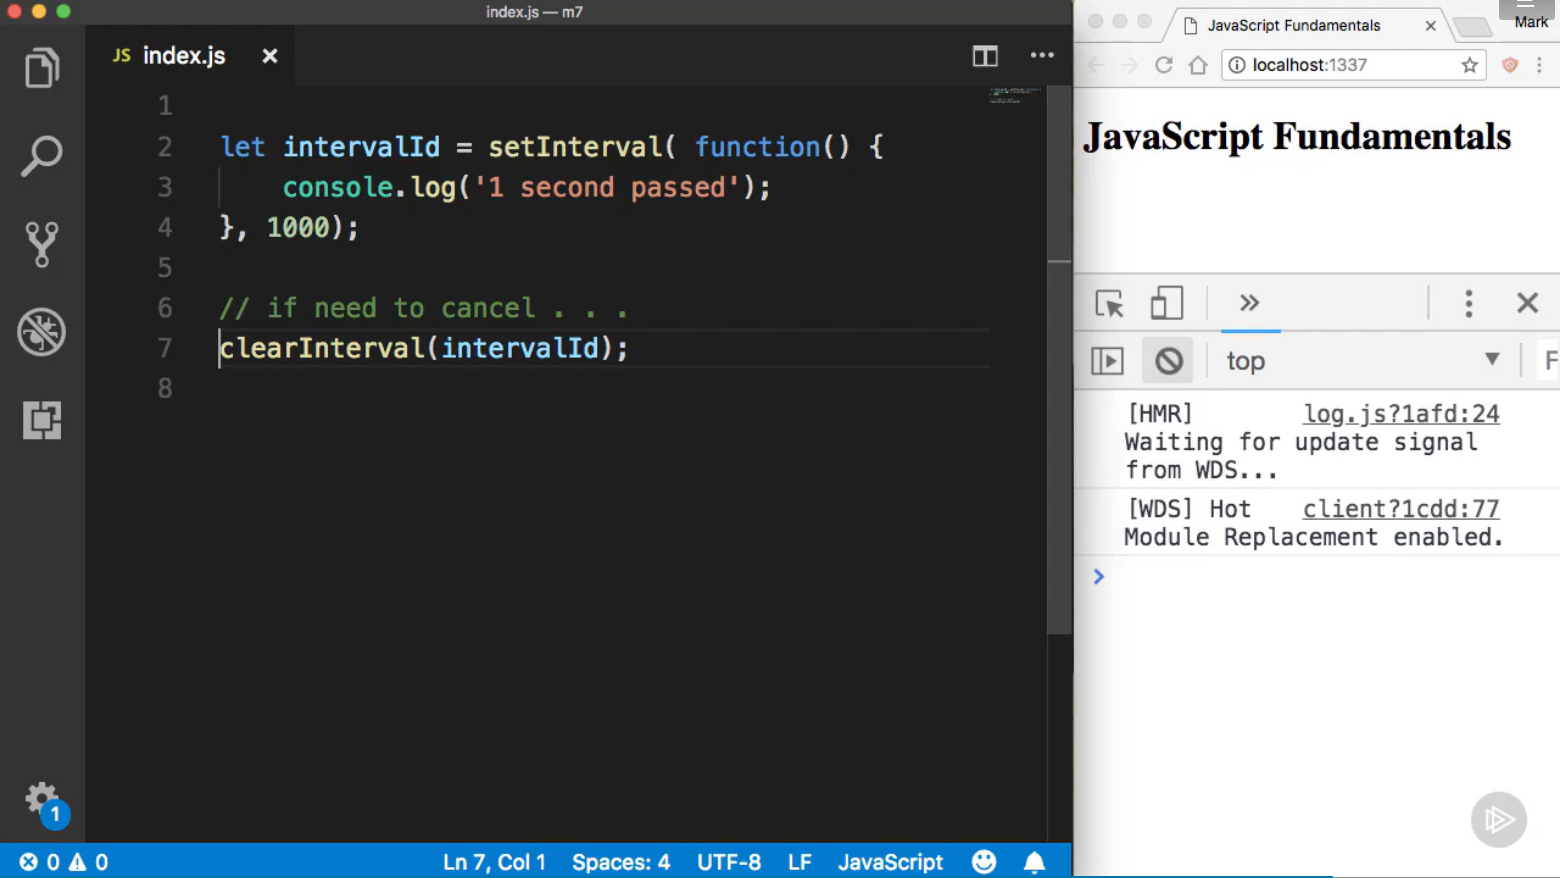 index.js — m7
JS index.js ×
1
2 let intervalId = setInterval( function() {
3 console.log('1 second passed');
4 }, 1000);
5
6 // if need to cancel . . .
7 clearInterval(intervalId);
8
1
0 0
Ln 7, Col 1 Spaces: 4 UTF-8 LF JavaScript
JavaScript Fundamentals ×
Mark
localhost:1337
JavaScript Fundamentals
top
F
[HMR] log.js?1afd:24
Waiting for update signal
from WDS...
[WDS] Hot client?1cdd:77
Module Replacement enabled.